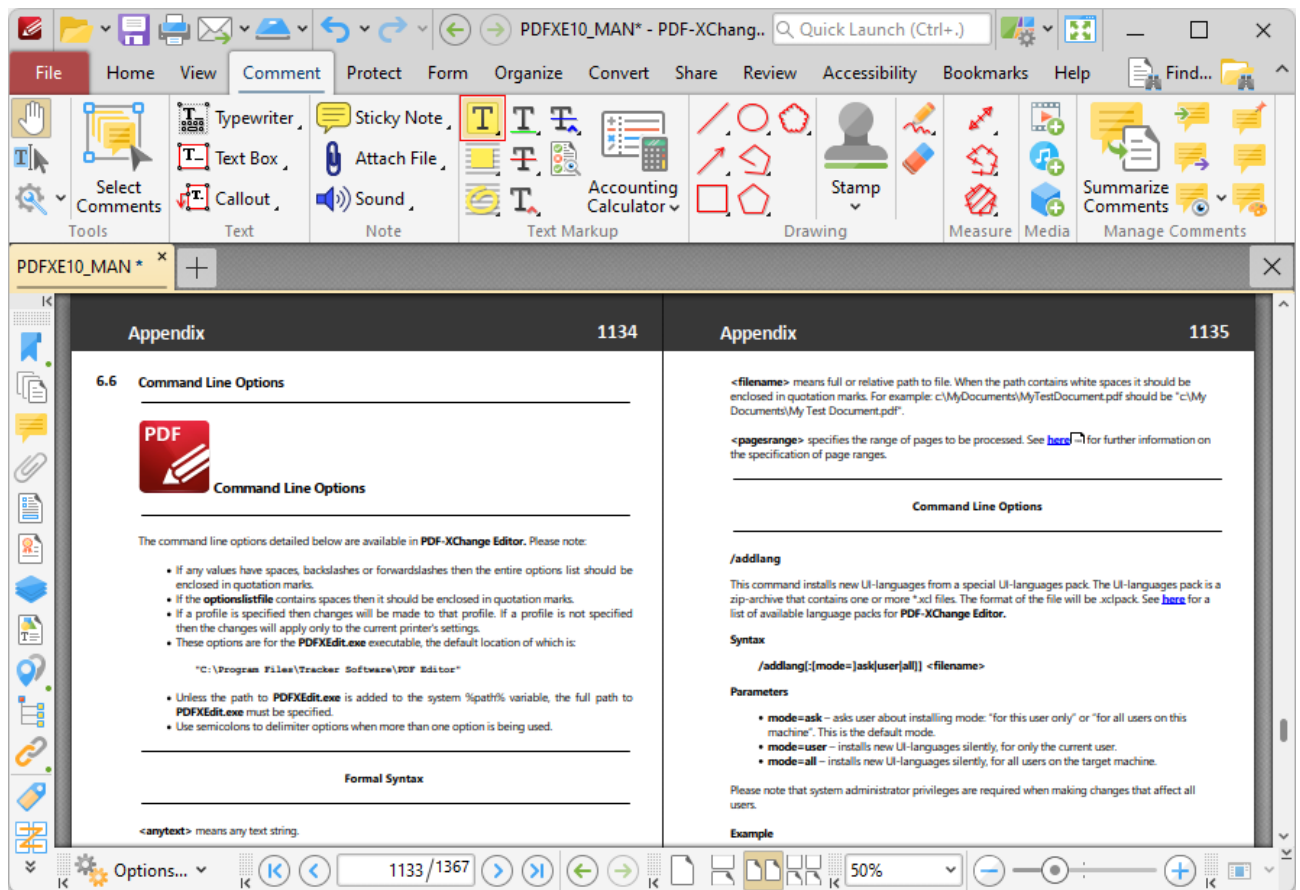 PDFXE10_MAN* - PDF-XChang..
Quick Launch (Ctrl+.)
File Home View Comment Protect Form Organize Convert Share Review Accessibility Bookmarks Help Find...
Select Comments
Typewriter
Text Box
Callout
Sticky Note
Attach File
Sound
Accounting Calculator
Stamp
Summarize Comments
Tools Text Note Text Markup Drawing Measure Media Manage Comments
PDFXE10_MAN *
Appendix 1134
6.6 Command Line Options
PDF
Command Line Options
The command line options detailed below are available in PDF-XChange Editor. Please note:
• If any values have spaces, backslashes or forwardslashes then the entire options list should be
enclosed in quotation marks.
• If the optionslistfile contains spaces then it should be enclosed in quotation marks.
• If a profile is specified then changes will be made to that profile. If a profile is not specified
then the changes will apply only to the current printer's settings.
• These options are for the PDFXEdit.exe executable, the default location of which is:
"C:\Program Files\Tracker Software\PDF Editor"
• Unless the path to PDFXEdit.exe is added to the system %path% variable, the full path to
PDFXEdit.exe must be specified.
• Use semicolons to delimiter options when more than one option is being used.
Formal Syntax
<anytext> means any text string.
Appendix 1135
<filename> means full or relative path to file. When the path contains white spaces it should be
enclosed in quotation marks. For example: c:\MyDocuments\MyTestDocument.pdf should be "c:\My
Documents\My Test Document.pdf".
<pagesrange> specifies the range of pages to be processed. See here for further information on
the specification of page ranges.
Command Line Options
/addlang
This command installs new UI-languages from a special UI-languages pack. The UI-languages pack is a
zip-archive that contains one or more *.xcl files. The format of the file will be .xclpack. See here for a
list of available language packs for PDF-XChange Editor.
Syntax
/addlang[:[mode=]ask|user|all]] <filename>
Parameters
• mode=ask – asks user about installing mode: "for this user only" or "for all users on this
machine". This is the default mode.
• mode=user – installs new UI-languages silently, for only the current user.
• mode=all – installs new UI-languages silently, for all users on the target machine.
Please note that system administrator privileges are required when making changes that affect all
users.
Example
Options... 1133/1367 50%